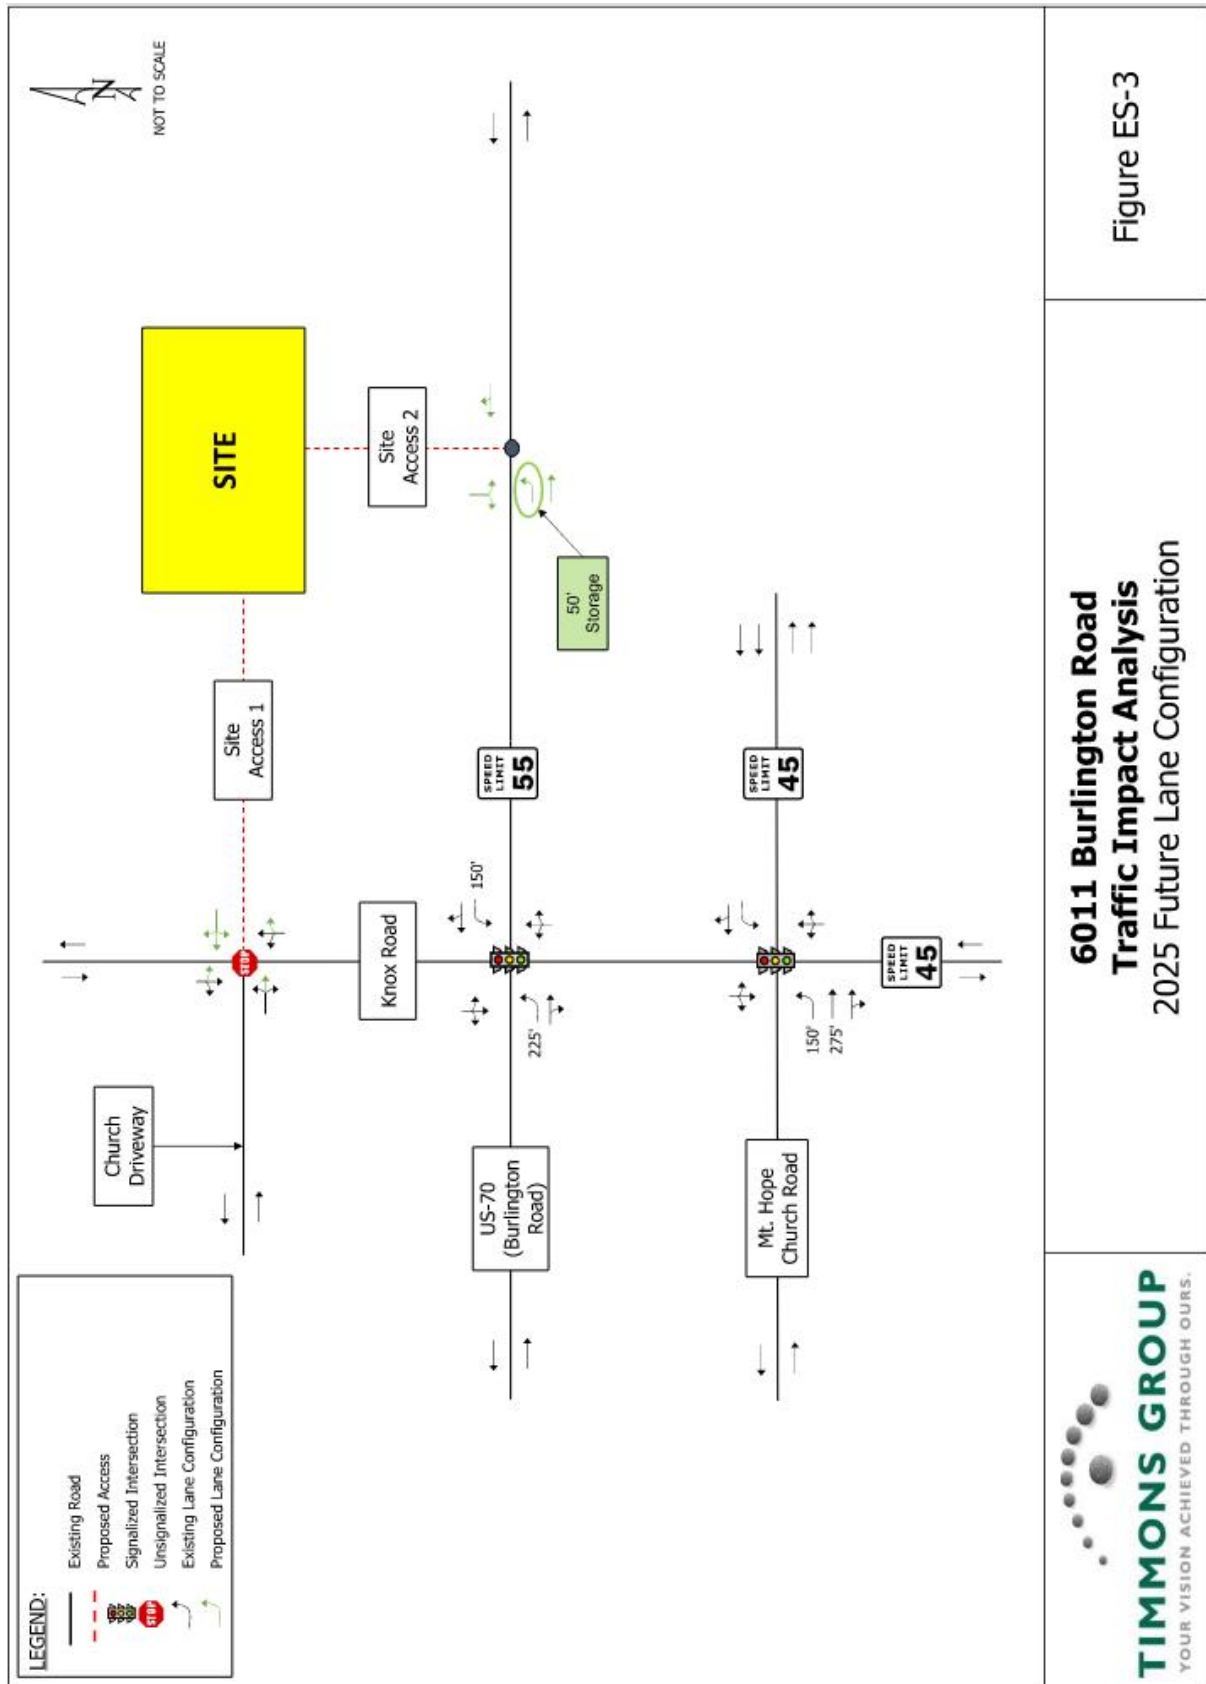 LEGEND:
Existing Road
Proposed Access
Signalized Intersection
STOP
Unsignalized Intersection
Existing Lane Configuration
Proposed Lane Configuration
N
NOT TO SCALE
Church
Driveway
STOP
Site
Access 1
SITE
Knox Road
Site
Access 2
US-70
(Burlington
Road)
225'
150'
SPEED
LIMIT
55
50'
Storage
Mt. Hope
Church Road
150'
275'
SPEED
LIMIT
45
SPEED
LIMIT
45
TIMMONS GROUP
YOUR VISION ACHIEVED THROUGH OURS.
6011 Burlington Road
Traffic Impact Analysis
2025 Future Lane Configuration
Figure ES-3